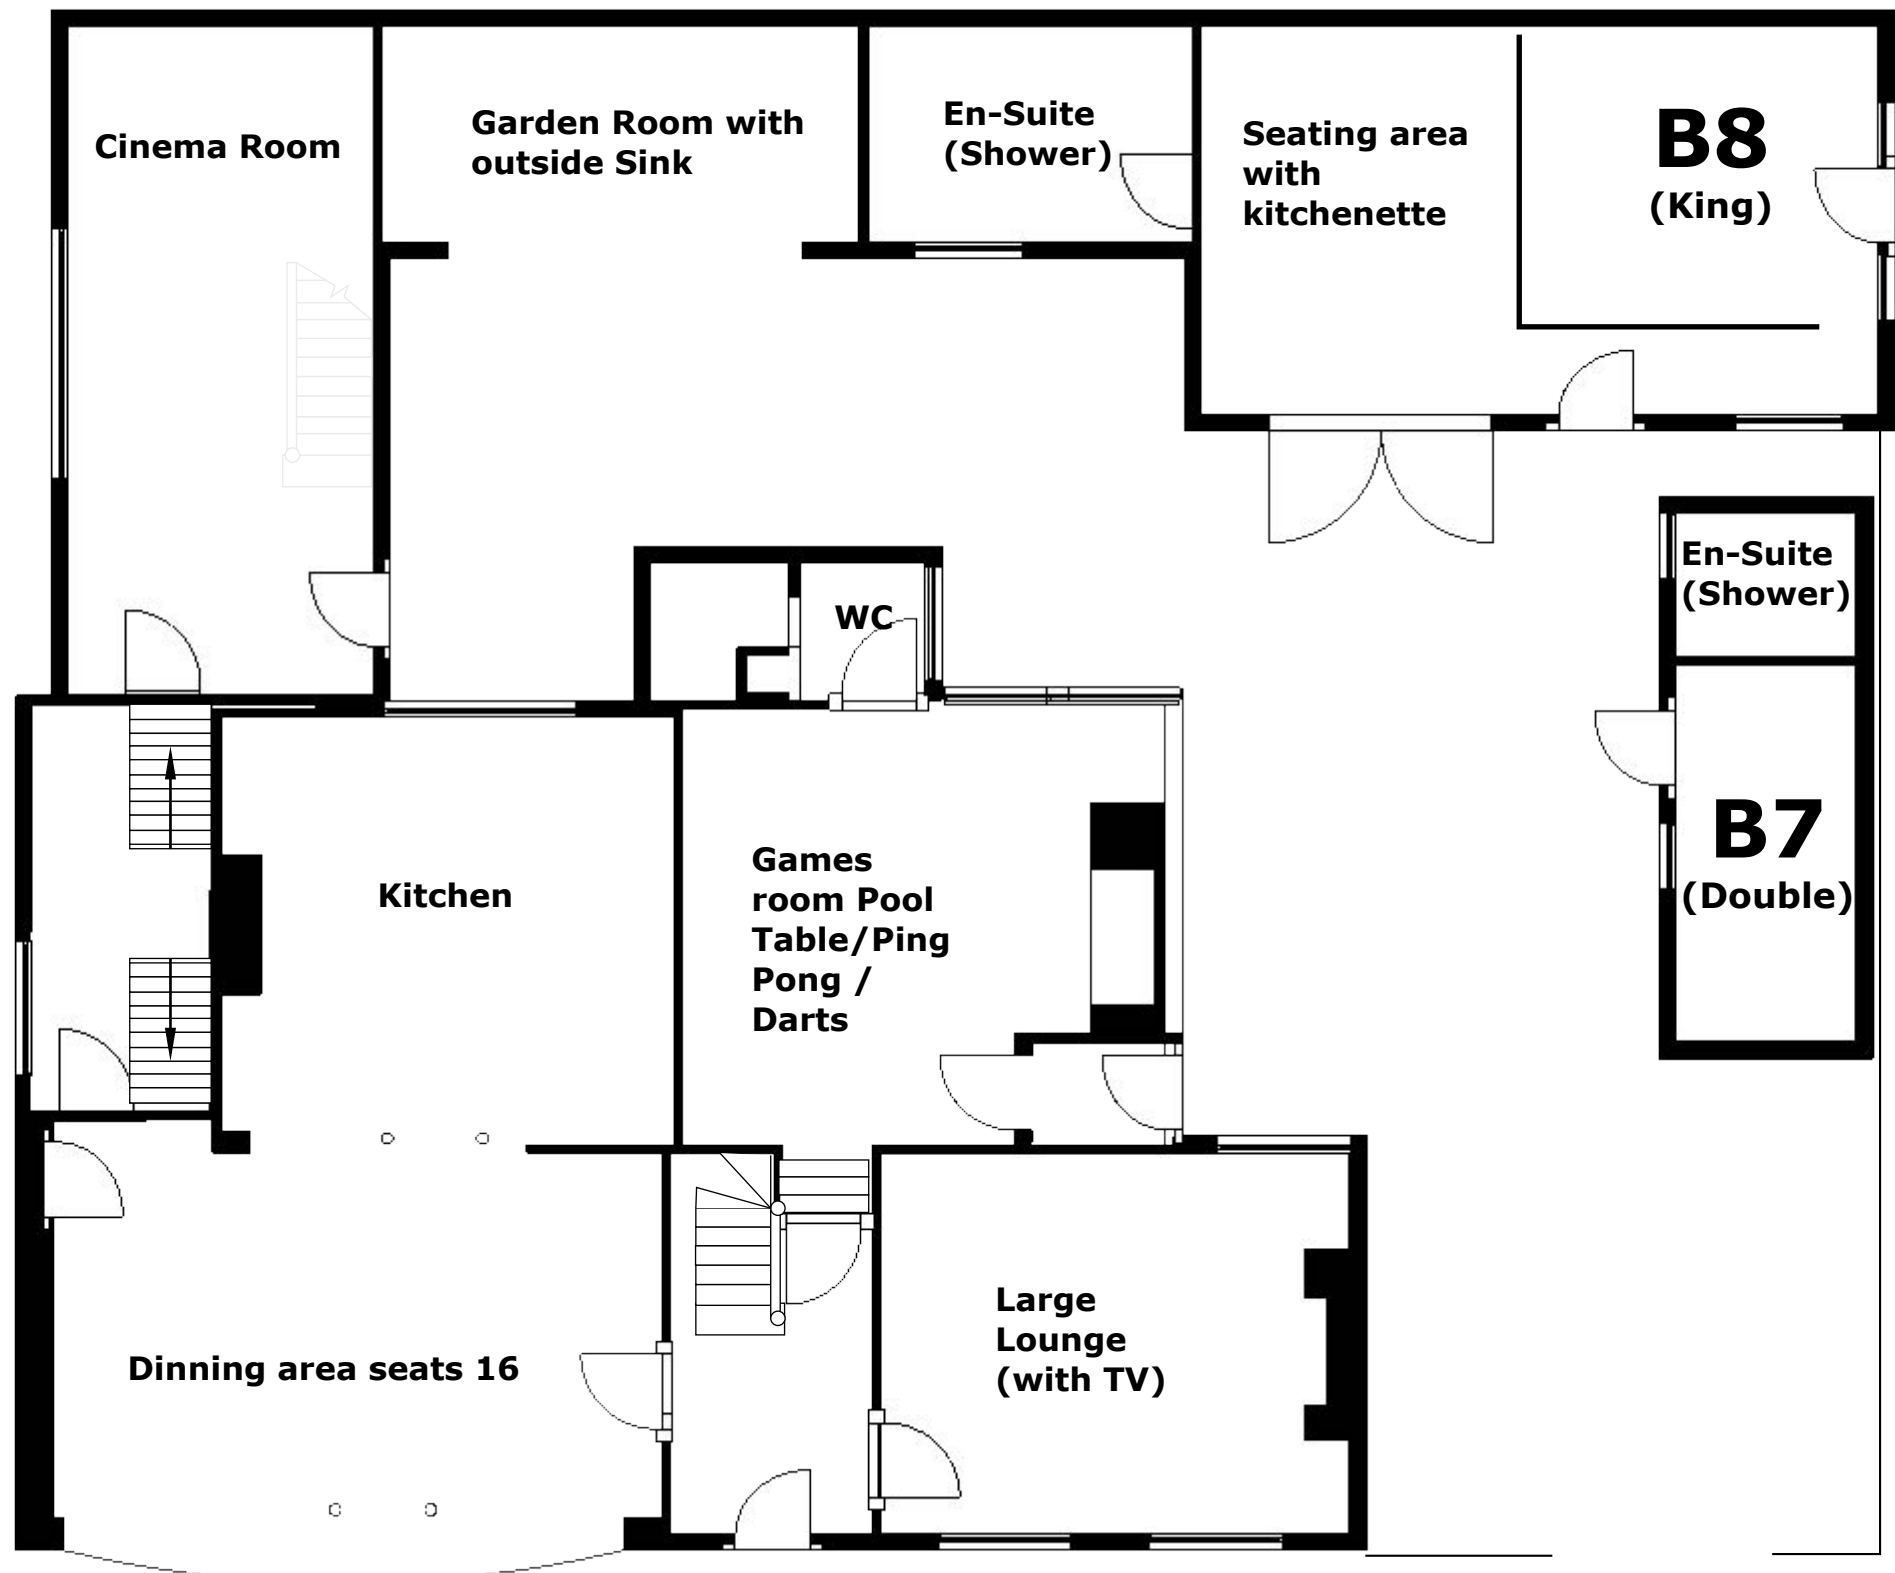 Cinema Room
Garden Room with
outside Sink
En-Suite
(Shower)
Seating area
with
kitchenette
B8
(King)
En-Suite
(Shower)
WC
B7
(Double)
Kitchen
Games
room Pool
Table/Ping
Pong /
Darts
Dinning area seats 16
Large
Lounge
(with TV)